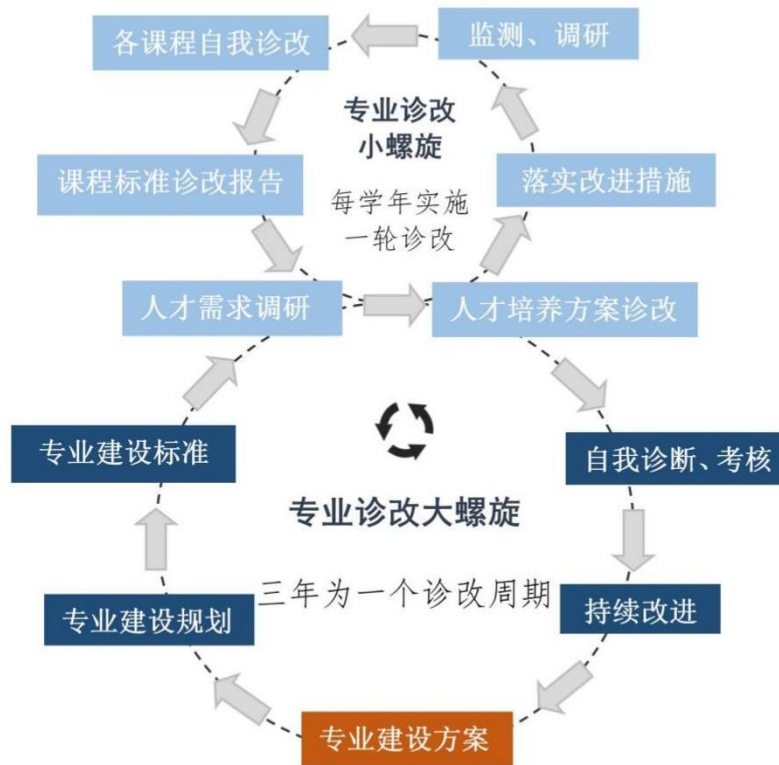 各课程自我诊改
监测、调研
专业诊改
小螺旋
课程标准诊改报告
落实改进措施
每学年实施
一轮诊改
人才需求调研
人才培养方案诊改
专业建设标准
自我诊断、考核
专业诊改大螺旋
三年为一个诊改周期
专业建设规划
持续改进
专业建设方案